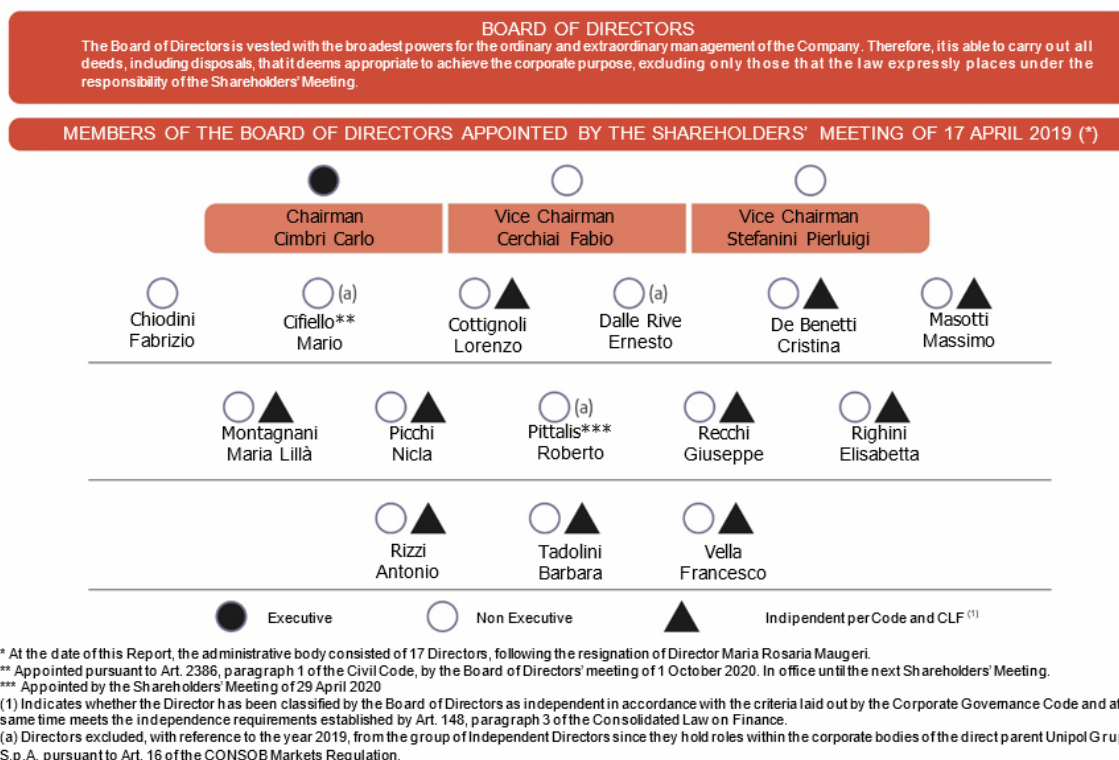 BOARD OF DIRECTORS
The Board of Directors is vested with the broadest powers for the ordinary and extraordinary management of the Company. Therefore, it is able to carry out all
deeds, including disposals, that it deems appropriate to achieve the corporate purpose, excluding only those that the law expressly places under the
responsibility of the Shareholders' Meeting.
MEMBERS OF THE BOARD OF DIRECTORS APPOINTED BY THE SHAREHOLDERS' MEETING OF 17 APRIL 2019 (*)
Chairman
Cimbri Carlo
Vice Chairman
Cerchiai Fabio
Vice Chairman
Stefanini Pierluigi
Chiodini
Fabrizio
(a)
Cifiello**
Mario
Cottignoli
Lorenzo
(a)
Dalle Rive
Ernesto
De Benetti
Cristina
Masotti
Massimo
Montagnani
Maria Lillà
Picchi
Nicla
(a)
Pittalis***
Roberto
Recchi
Giuseppe
Righini
Elisabetta
Rizzi
Antonio
Tadolini
Barbara
Vella
Francesco
Executive
Non Executive
Indipendent per Code and CLF (1)
* At the date of this Report, the administrative body consisted of 17 Directors, following the resignation of Director Maria Rosaria Maugeri.
** Appointed pursuant to Art. 2386, paragraph 1 of the Civil Code, by the Board of Directors' meeting of 1 October 2020. In office until the next Shareholders' Meeting.
*** Appointed by the Shareholders' Meeting of 29 April 2020
(1) Indicates whether the Director has been classified by the Board of Directors as independent in accordance with the criteria laid out by the Corporate Governance Code and at
same time meets the independence requirements established by Art. 148, paragraph 3 of the Consolidated Law on Finance.
(a) Directors excluded, with reference to the year 2019, from the group of Independent Directors since they hold roles within the corporate bodies of the direct parent Unipol Gru
S.p.A. pursuant to Art. 16 of the CONSOB Markets Regulation.